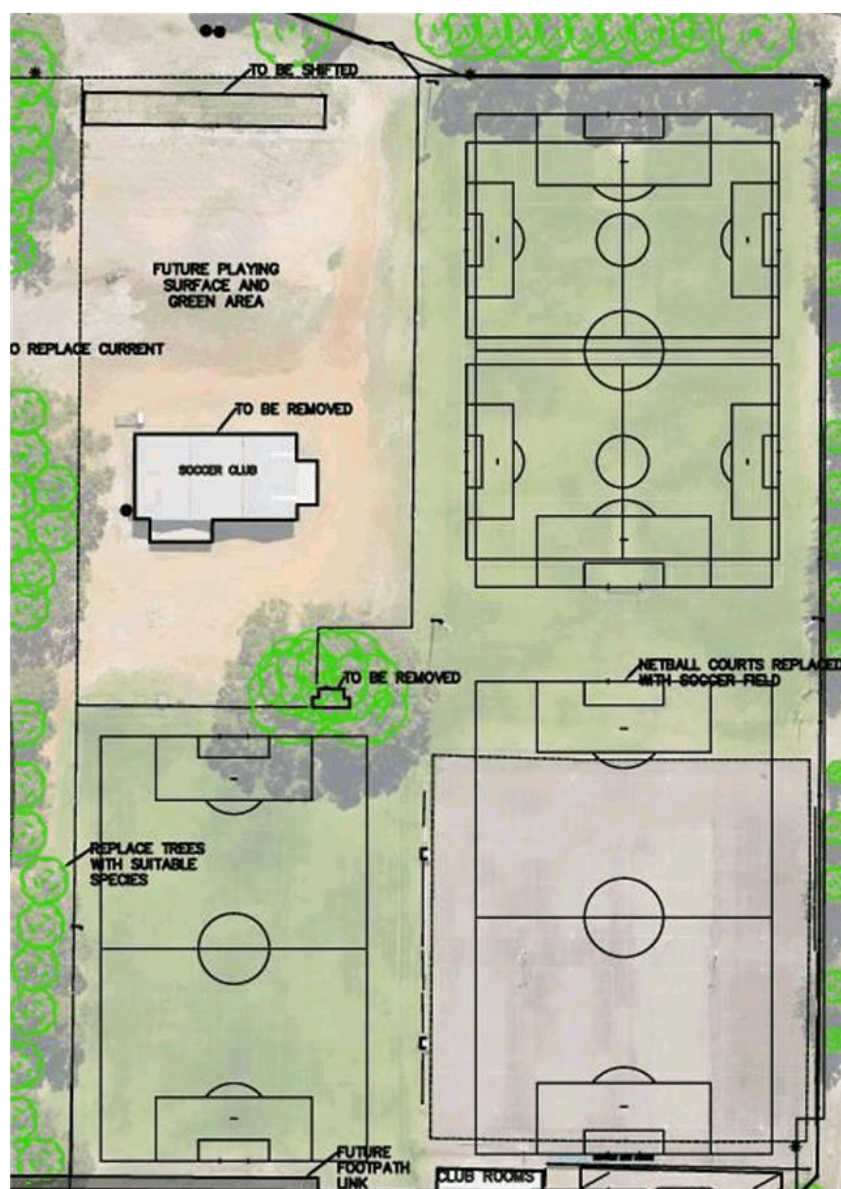 TO BE SHIFTED
FUTURE PLAYING
SURFACE AND
GREEN AREA
O REPLACE CURRENT
TO BE REMOVED
SOCCER CLUB
TO BE REMOVED
NETBALL COURTS REPLACED
WITH SOCCER FIELD
REPLACE TREES
WITH SUITABLE
SPECIES
FUTURE
FOOTPATH
LINK
CLUB ROOMS